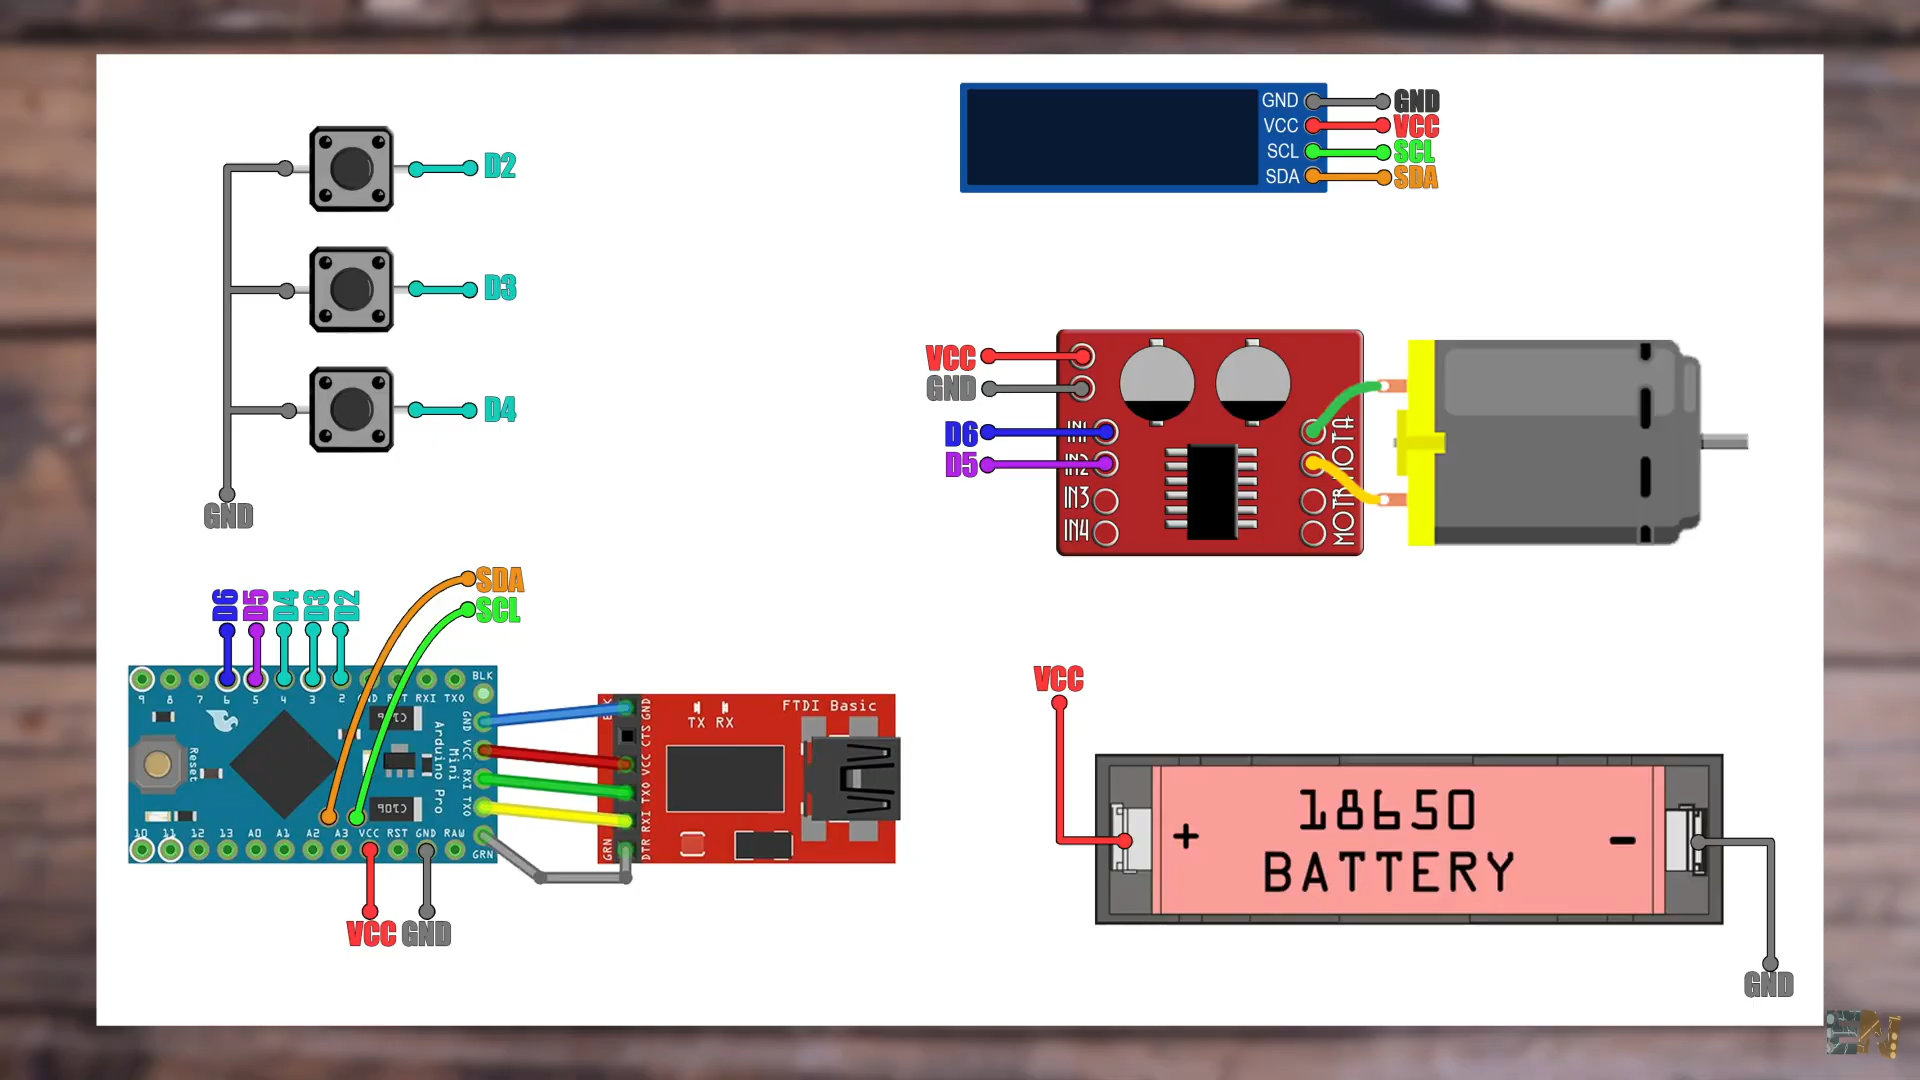 D2
D3
D4
GND
GND GND
VCC VCC
SCL SCL
SDA SDA
VCC
GND
D6 IN1
D5 IN2
IN3
IN4
MOTA
MOTB
SDA
SCL
D6 D5 D4 D3 D2
9 8 7 6 5 4 3 2 GND RST RXI TXO BLK
GND VCC RXI TXO GRN
Arduino Pro
Mini
Reset
10 11 12 13 A0 A1 A2 A3 VCC RST GND RAW
VCC GND
FTDI Basic
TX RX
GND CTS VCC TXO RXI DTR
BLK
GRN
VCC
+ 18650 -
BATTERY
GND
EN